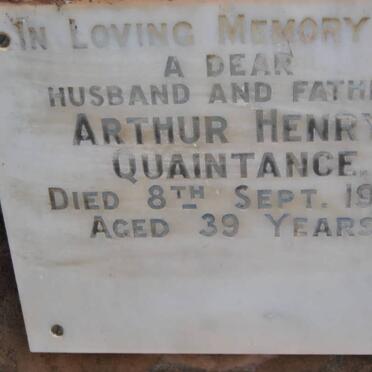 IN LOVING MEMORY
A DEAR
HUSBAND AND FATH
ARTHUR HENRY
QUAINTANCE.
DIED 8TH SEPT. 19
AGED 39 YEARS